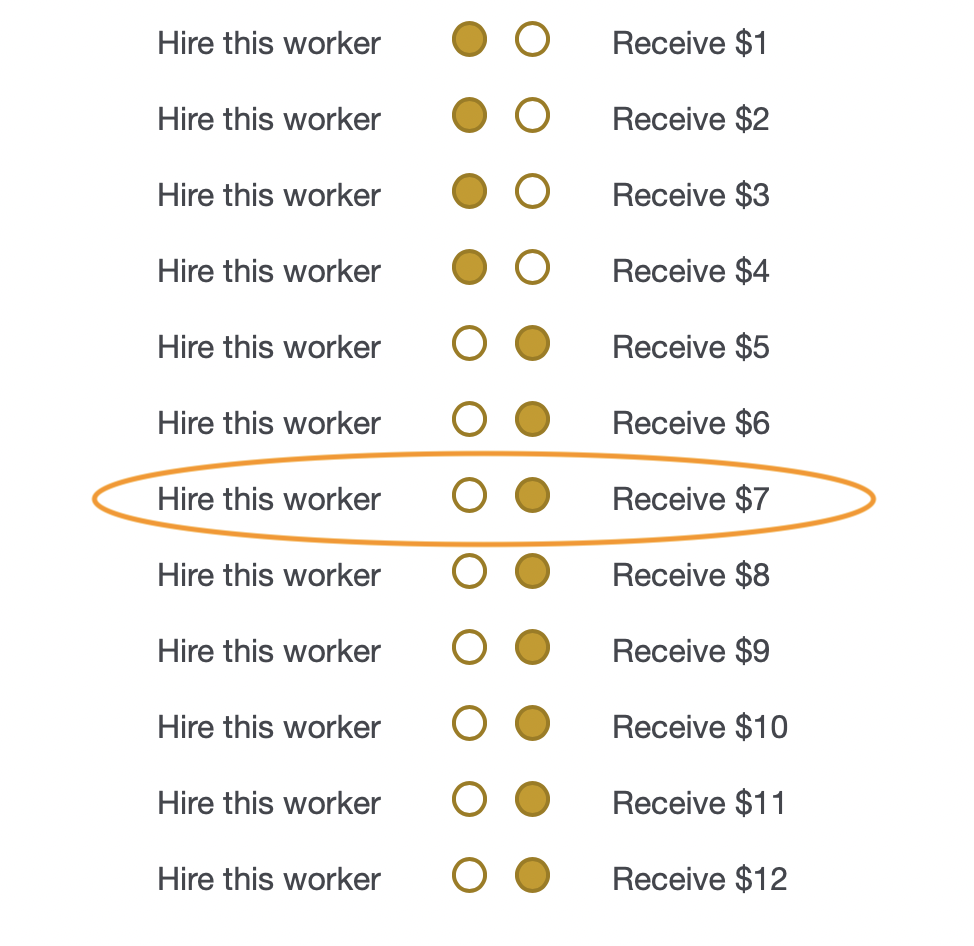 Hire this worker Receive $1
Hire this worker Receive $2
Hire this worker Receive $3
Hire this worker Receive $4
Hire this worker Receive $5
Hire this worker Receive $6
Hire this worker Receive $7
Hire this worker Receive $8
Hire this worker Receive $9
Hire this worker Receive $10
Hire this worker Receive $11
Hire this worker Receive $12